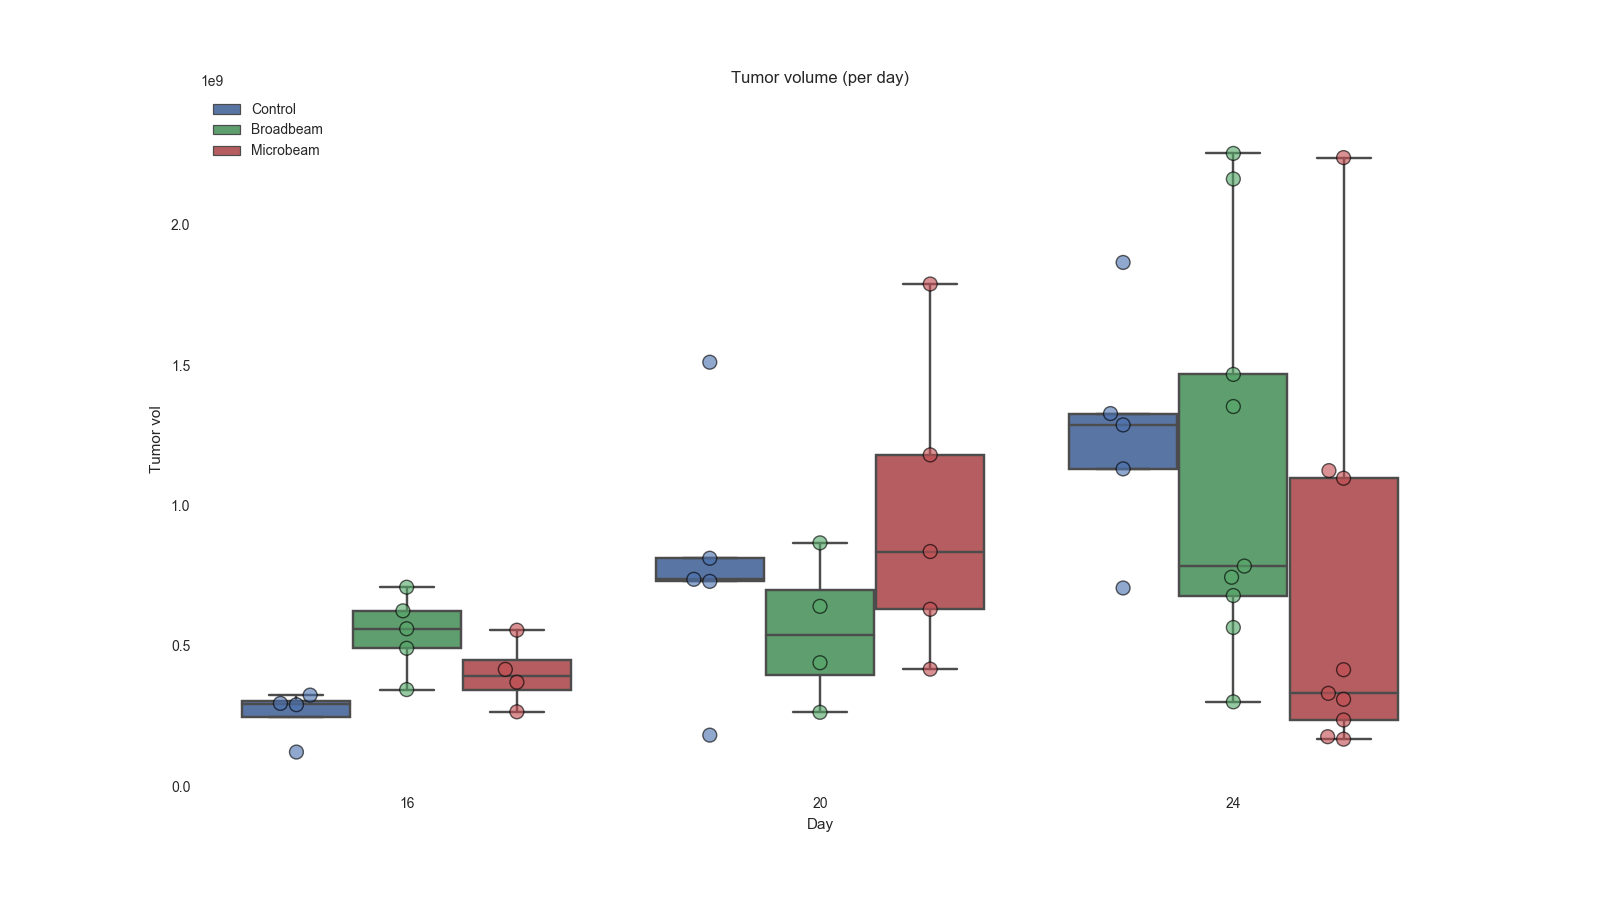 1e9
Tumor volume (per day)
Control
Broadbeam
Microbeam
2.0
1.5
1.0
0.5
0.0
Tumor vol
16
20
24
Day